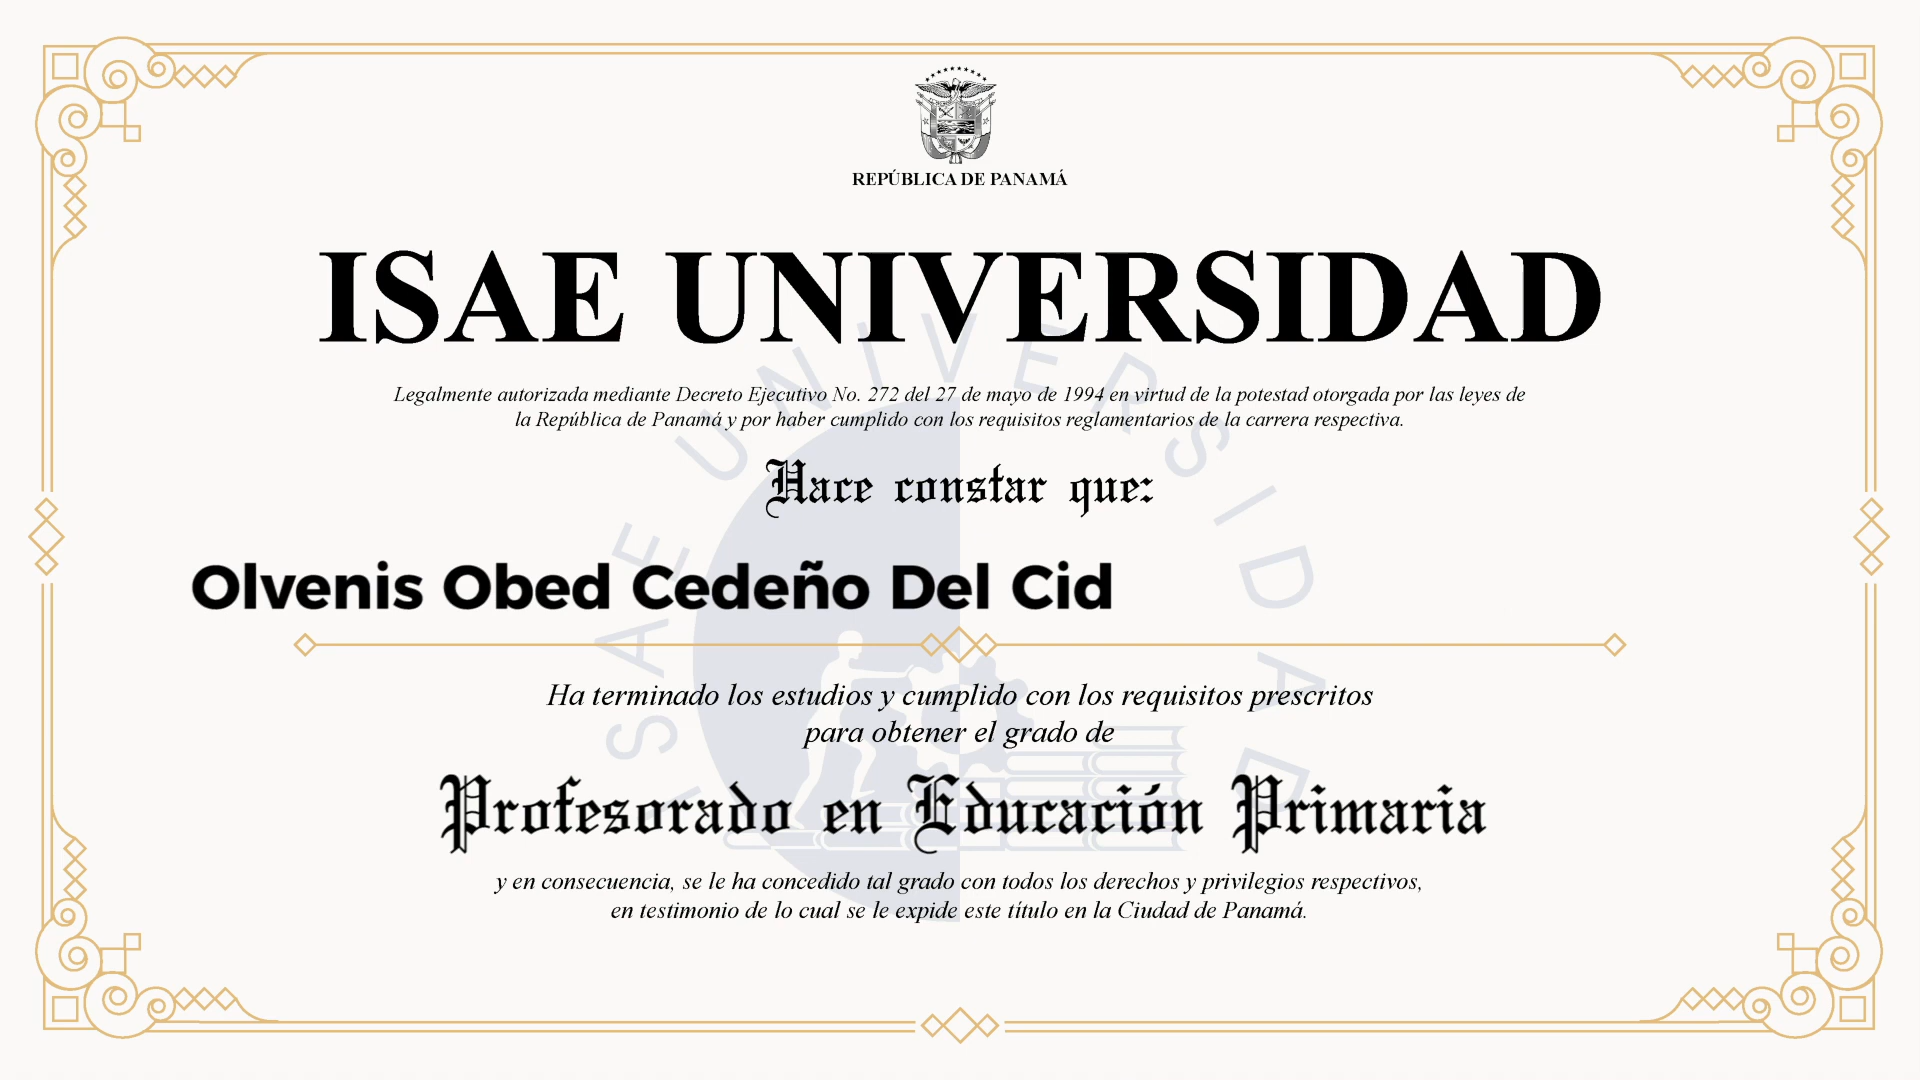 REPÚBLICA DE PANAMÁ
ISAE UNIVERSIDAD
Legalmente autorizada mediante Decreto Ejecutivo No. 272 del 27 de mayo de 1994 en virtud de la potestad otorgada por las leyes de
la República de Panamá y por haber cumplido con los requisitos reglamentarios de la carrera respectiva.
Hace constar que:
Olvenis Obed Cedeño Del Cid
Ha terminado los estudios y cumplido con los requisitos prescritos
para obtener el grado de
Profesorado en Educación Primaria
y en consecuencia, se le ha concedido tal grado con todos los derechos y privilegios respectivos,
en testimonio de lo cual se le expide este título en la Ciudad de Panamá.
ISAE UNIVERSIDAD